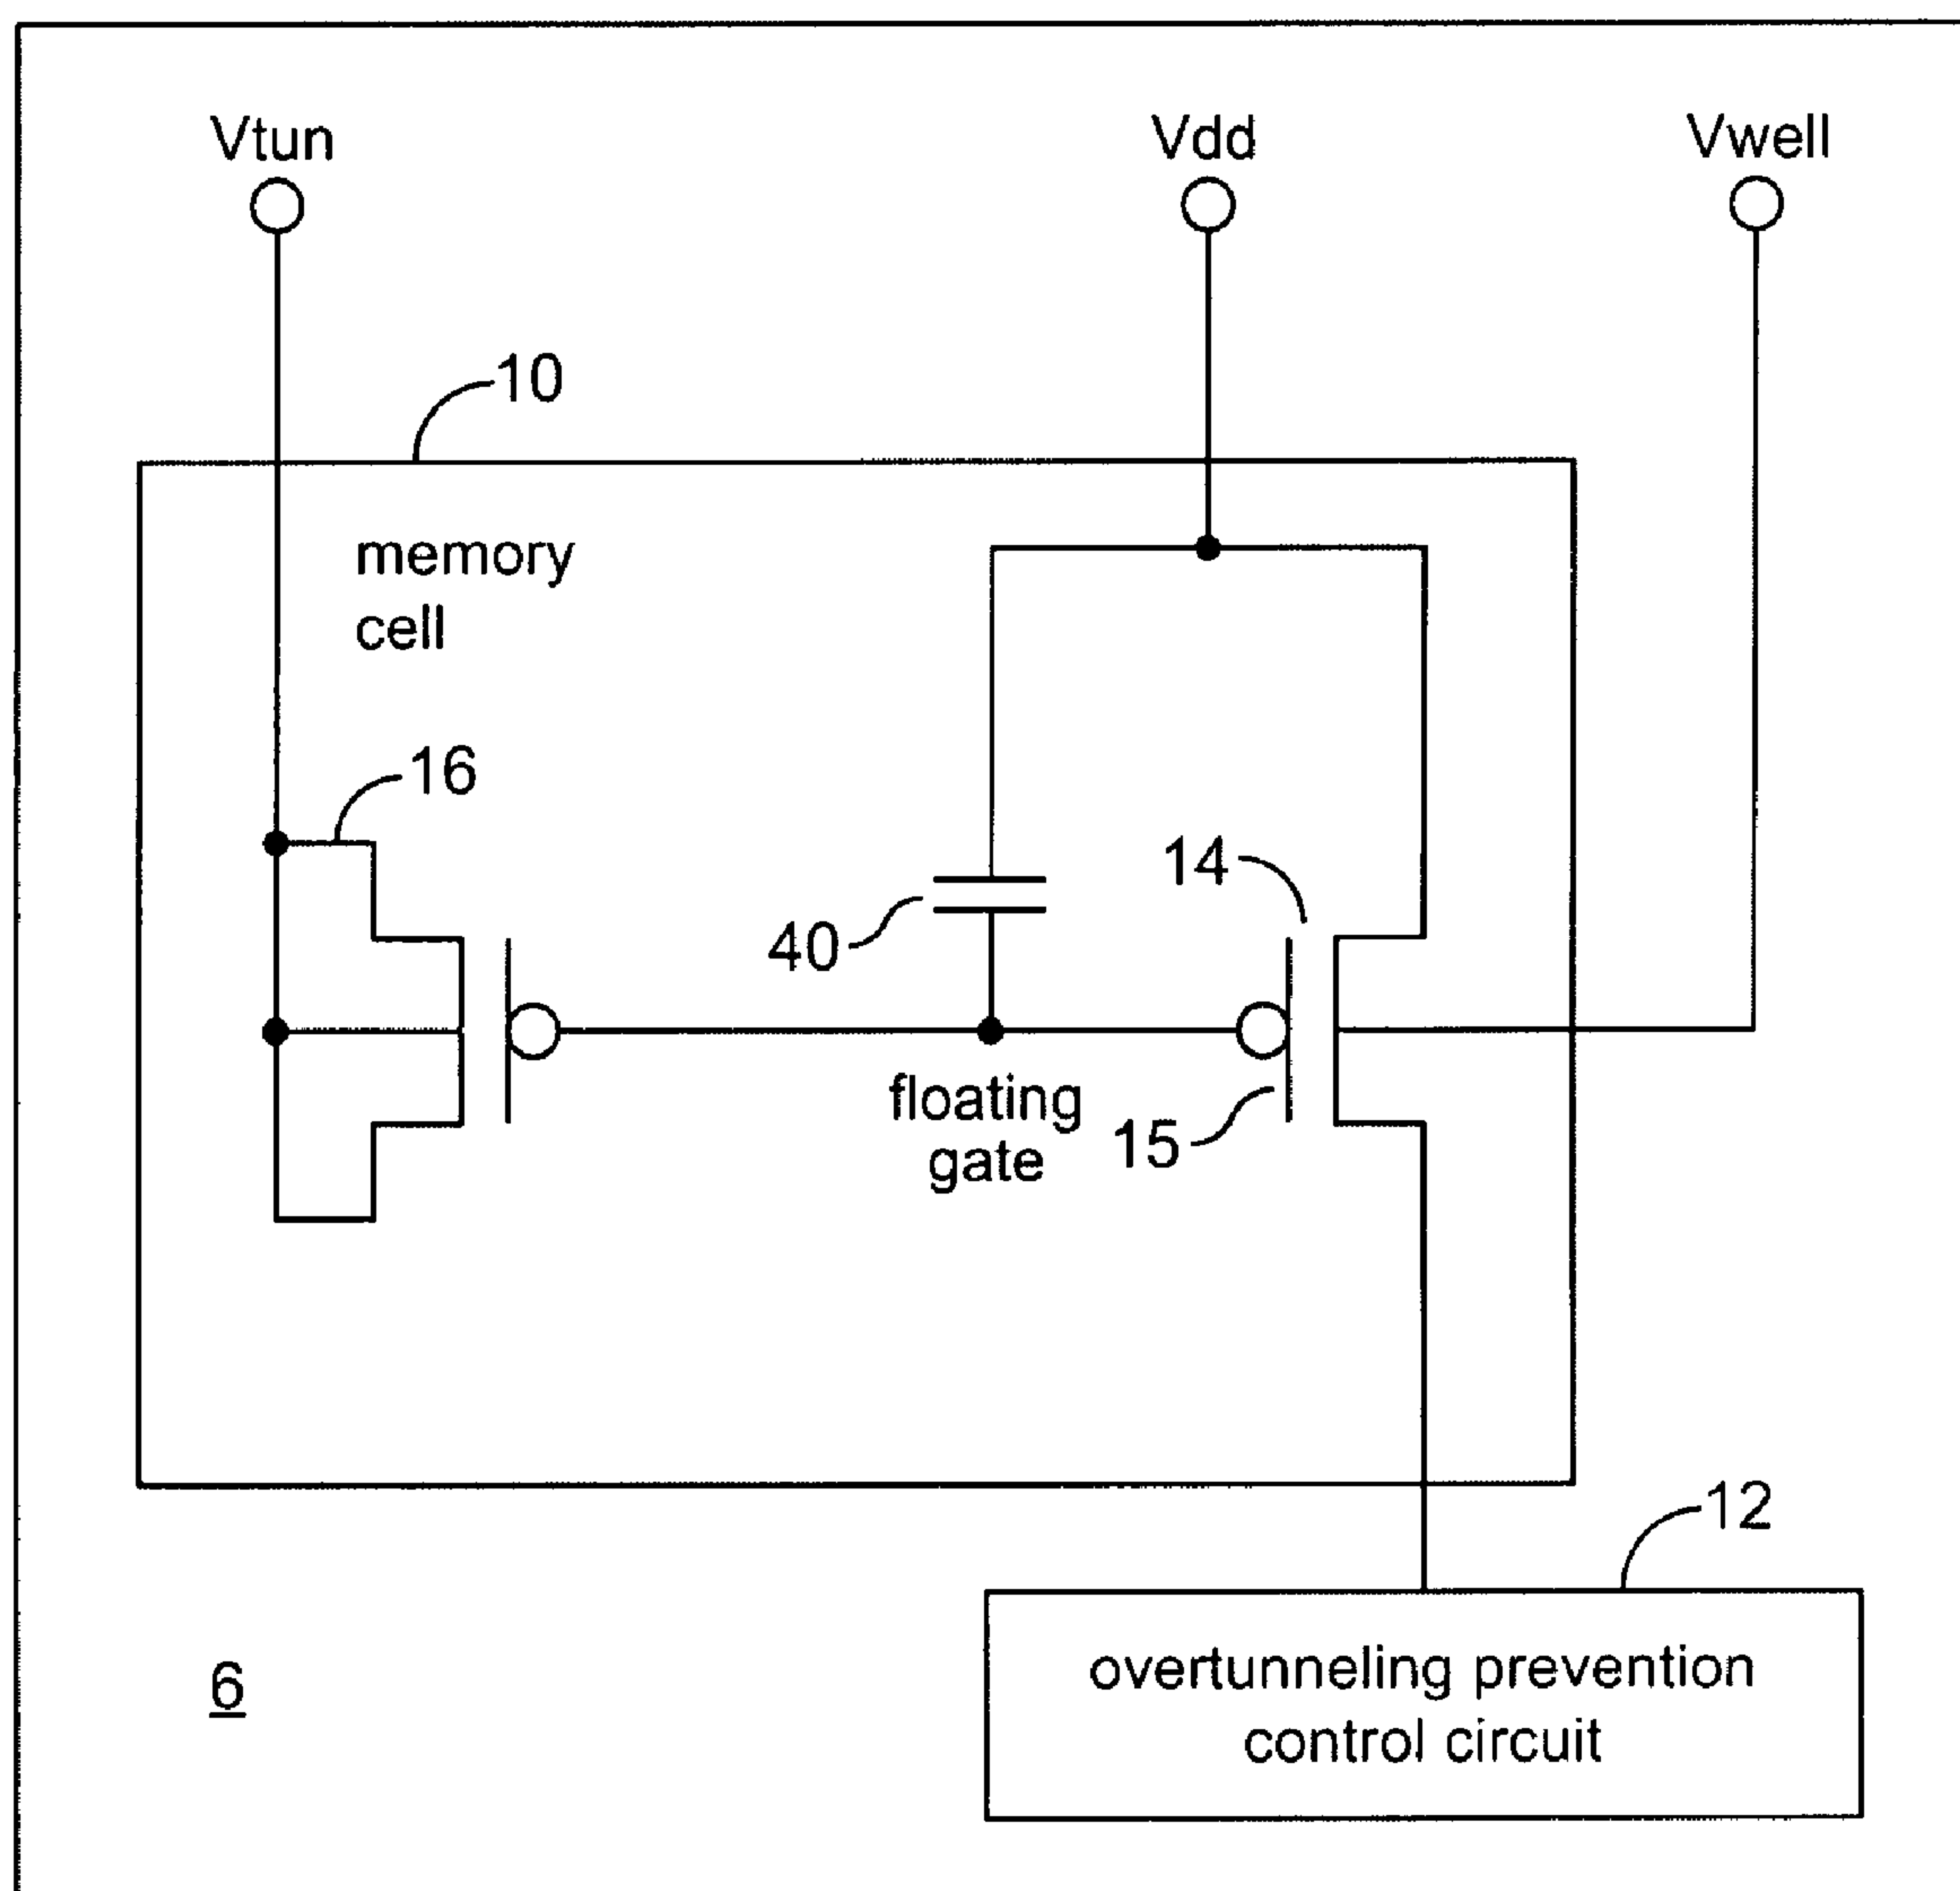 Vtun
Vdd
Vwell
10
memory
cell
16
14
40
floating
gate
15
12
overtunneling prevention
control circuit
6